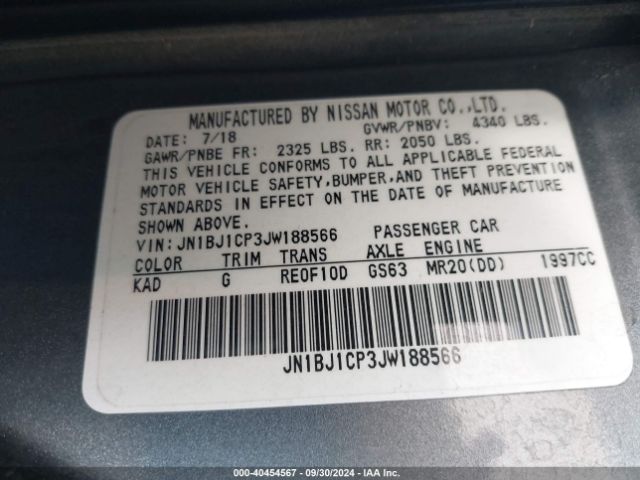 MANUFACTURED BY NISSAN MOTOR CO.,LTD.
DATE: 7/18 GVWR/PNBV: 4340 LBS.
GAWR/PNBE FR: 2325 LBS. RR: 2050 LBS.
THIS VEHICLE CONFORMS TO ALL APPLICABLE FEDERAL
MOTOR VEHICLE SAFETY,BUMPER,AND THEFT PREVENTION
STANDARDS IN EFFECT ON THE DATE OF MANUFACTURE
SHOWN ABOVE.
VIN:JN1BJ1CP3JW188566 PASSENGER CAR
COLOR TRIM TRANS AXLE ENGINE
KAD G RE0F10D GS63 MR20(DD) 1997CC
JN1BJ1CP3JW188566
000-40454567 - 09/30/2024 - IAA Inc.